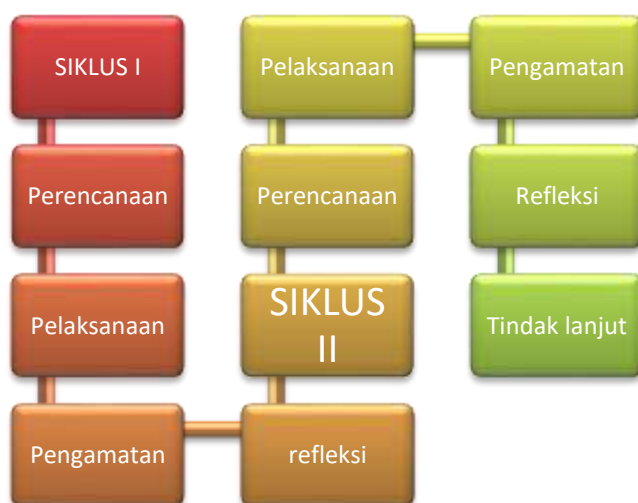 SIKLUS I
Perencanaan
Pelaksanaan
Pengamatan
refleksi
SIKLUS
II
Perencanaan
Pelaksanaan
Pengamatan
Refleksi
Tindak lanjut